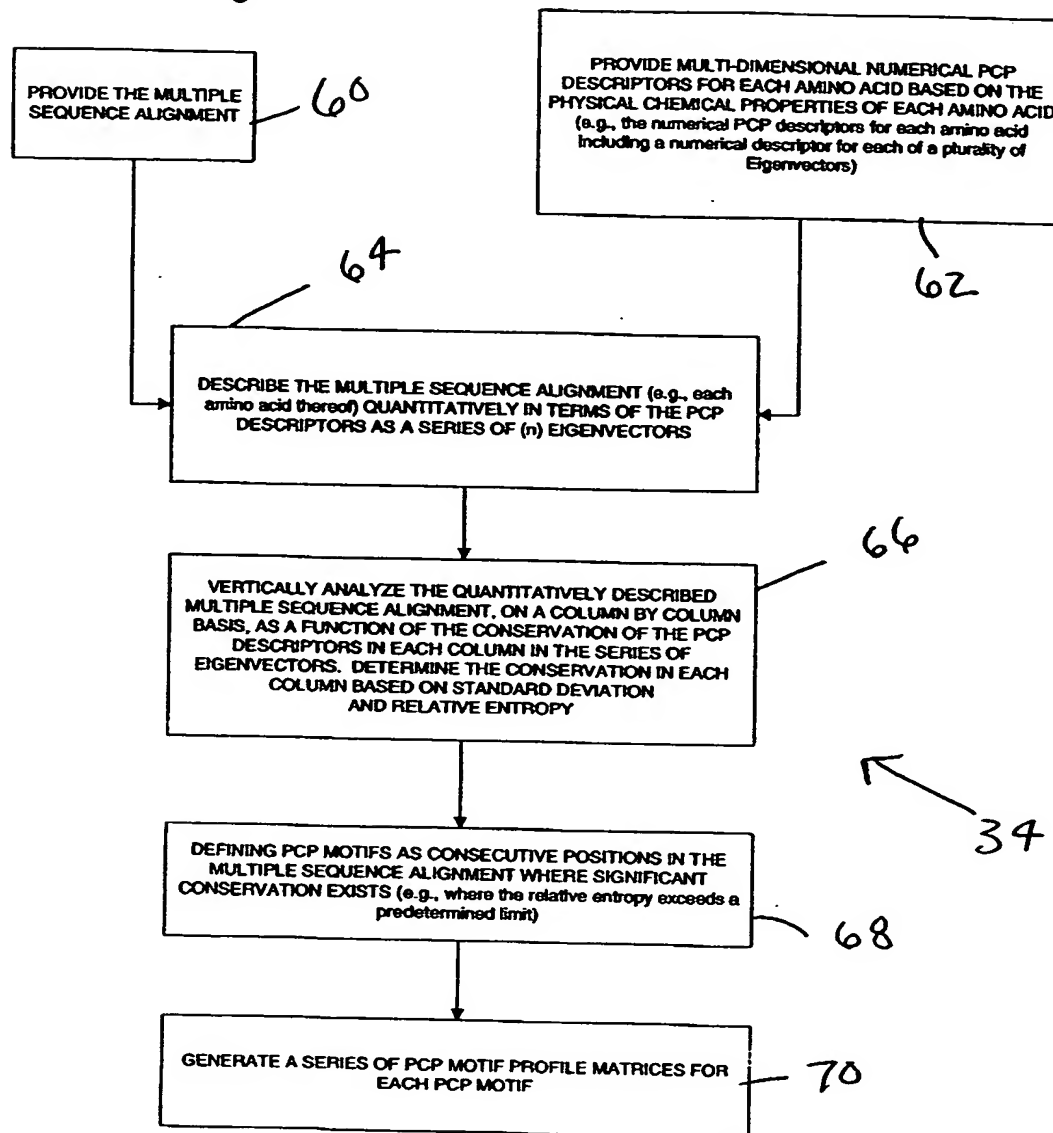 PROVIDE THE MULTIPLE
SEQUENCE ALIGNMENT
60
PROVIDE MULTI-DIMENSIONAL NUMERICAL PCP
DESCRIPTORS FOR EACH AMINO ACID BASED ON THE
PHYSICAL CHEMICAL PROPERTIES OF EACH AMINO ACID
(e.g., the numerical PCP descriptors for each amino acid
including a numerical descriptor for each of a plurality of
Eigenvectors)
62
64
DESCRIBE THE MULTIPLE SEQUENCE ALIGNMENT (e.g., each
amino acid thereof) QUANTITATIVELY IN TERMS OF THE PCP
DESCRIPTORS AS A SERIES OF (n) EIGENVECTORS
66
VERTICALLY ANALYZE THE QUANTITATIVELY DESCRIBED
MULTIPLE SEQUENCE ALIGNMENT, ON A COLUMN BY COLUMN
BASIS, AS A FUNCTION OF THE CONSERVATION OF THE PCP
DESCRIPTORS IN EACH COLUMN IN THE SERIES OF
EIGENVECTORS. DETERMINE THE CONSERVATION IN EACH
COLUMN BASED ON STANDARD DEVIATION
AND RELATIVE ENTROPY
34
DEFINING PCP MOTIFS AS CONSECUTIVE POSITIONS IN THE
MULTIPLE SEQUENCE ALIGNMENT WHERE SIGNIFICANT
CONSERVATION EXISTS (e.g., where the relative entropy exceeds a
predetermined limit)
68
GENERATE A SERIES OF PCP MOTIF PROFILE MATRICES FOR
EACH PCP MOTIF
70